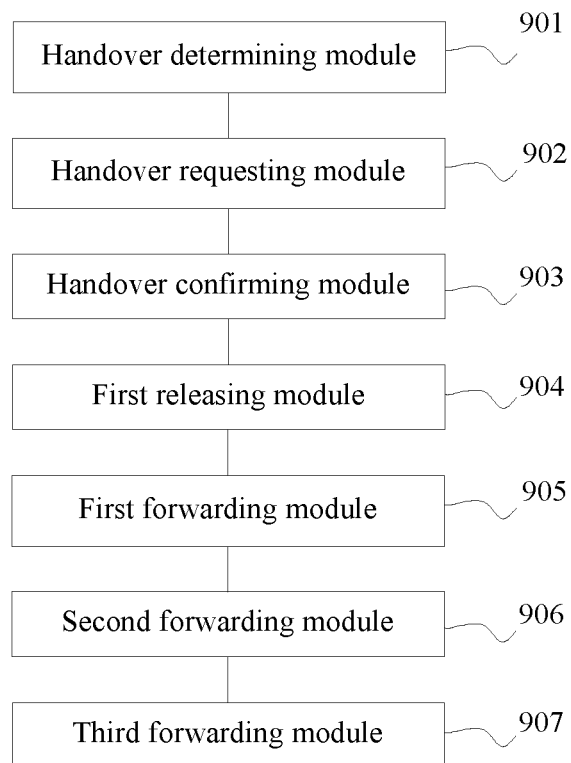 901
Handover determining module
902
Handover requesting module
903
Handover confirming module
904
First releasing module
905
First forwarding module
906
Second forwarding module
907
Third forwarding module